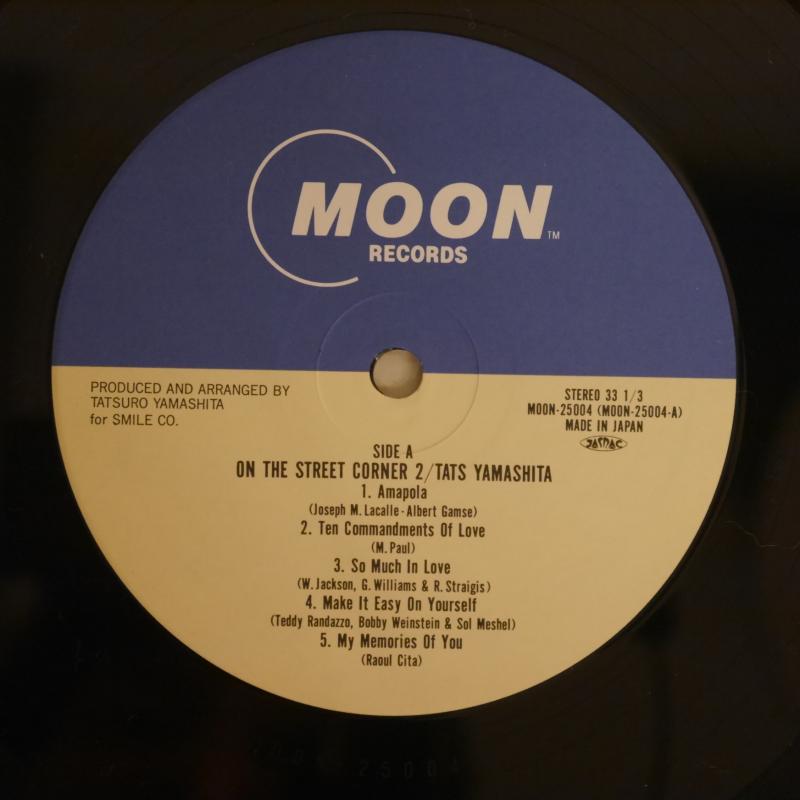 MOON™
RECORDS
PRODUCED AND ARRANGED BY
TATSURO YAMASHITA
for SMILE CO.
STEREO 33 1/3
MOON-25004 (MOON-25004-A)
MADE IN JAPAN
JASRAC
SIDE A
ON THE STREET CORNER 2/TATS YAMASHITA
1. Amapola
(Joseph M. Lacalle-Albert Gamse)
2. Ten Commandments Of Love
(M. Paul)
3. So Much In Love
(W. Jackson, G. Williams & R. Straigis)
4. Make It Easy On Yourself
(Teddy Randazzo, Bobby Weinstein & Sol Meshel)
5. My Memories Of You
(Raoul Cita)